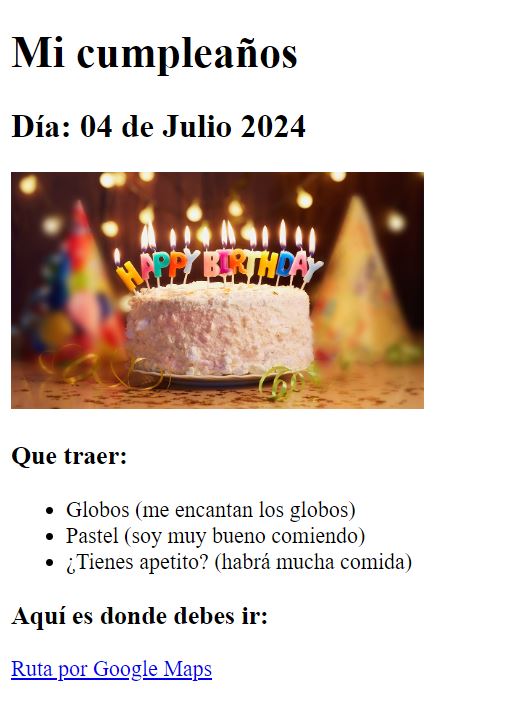 Mi cumpleaños
Día: 04 de Julio 2024
HAPPY BIRTHDAY
Que traer:
Globos (me encantan los globos)
Pastel (soy muy bueno comiendo)
¿Tienes apetito? (habrá mucha comida)
Aquí es donde debes ir:
Ruta por Google Maps